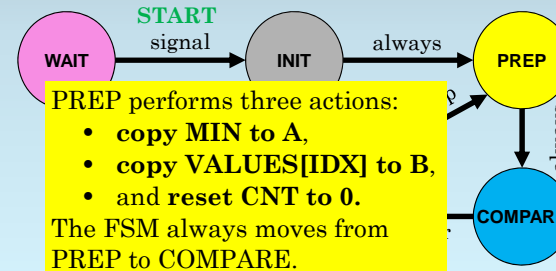 START
signal
always
WAIT
INIT
PREP
PREP performs three actions:
• copy MIN to A,
• copy VALUES[IDX] to B,
• and reset CNT to 0.
The FSM always moves from
PREP to COMPARE.
COMPAR